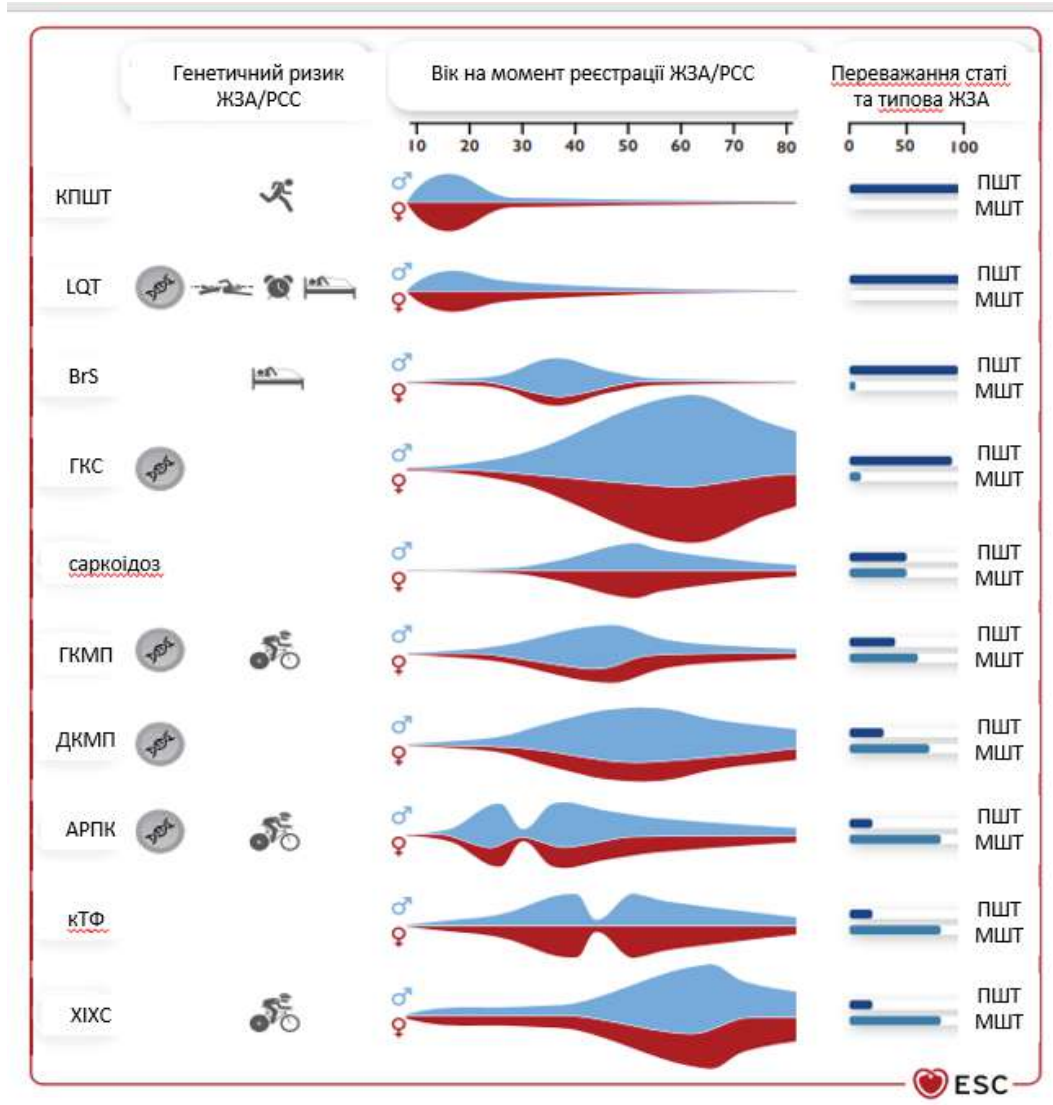 Генетичний ризик
ЖЗА/РСС
Вік на момент реєстрації ЖЗА/РСС
Переважання статі
та типова ЖЗА
10 20 30 40 50 60 70 80
0 50 100
КПШТ
ПШТ
МШТ
LQT
ПШТ
МШТ
BrS
ПШТ
МШТ
ГКС
ПШТ
МШТ
саркоїдоз
ПШТ
МШТ
ГКМП
ПШТ
МШТ
ДКМП
ПШТ
МШТ
АРПК
ПШТ
МШТ
кТФ
ПШТ
МШТ
ХІХС
ПШТ
МШТ
ESC